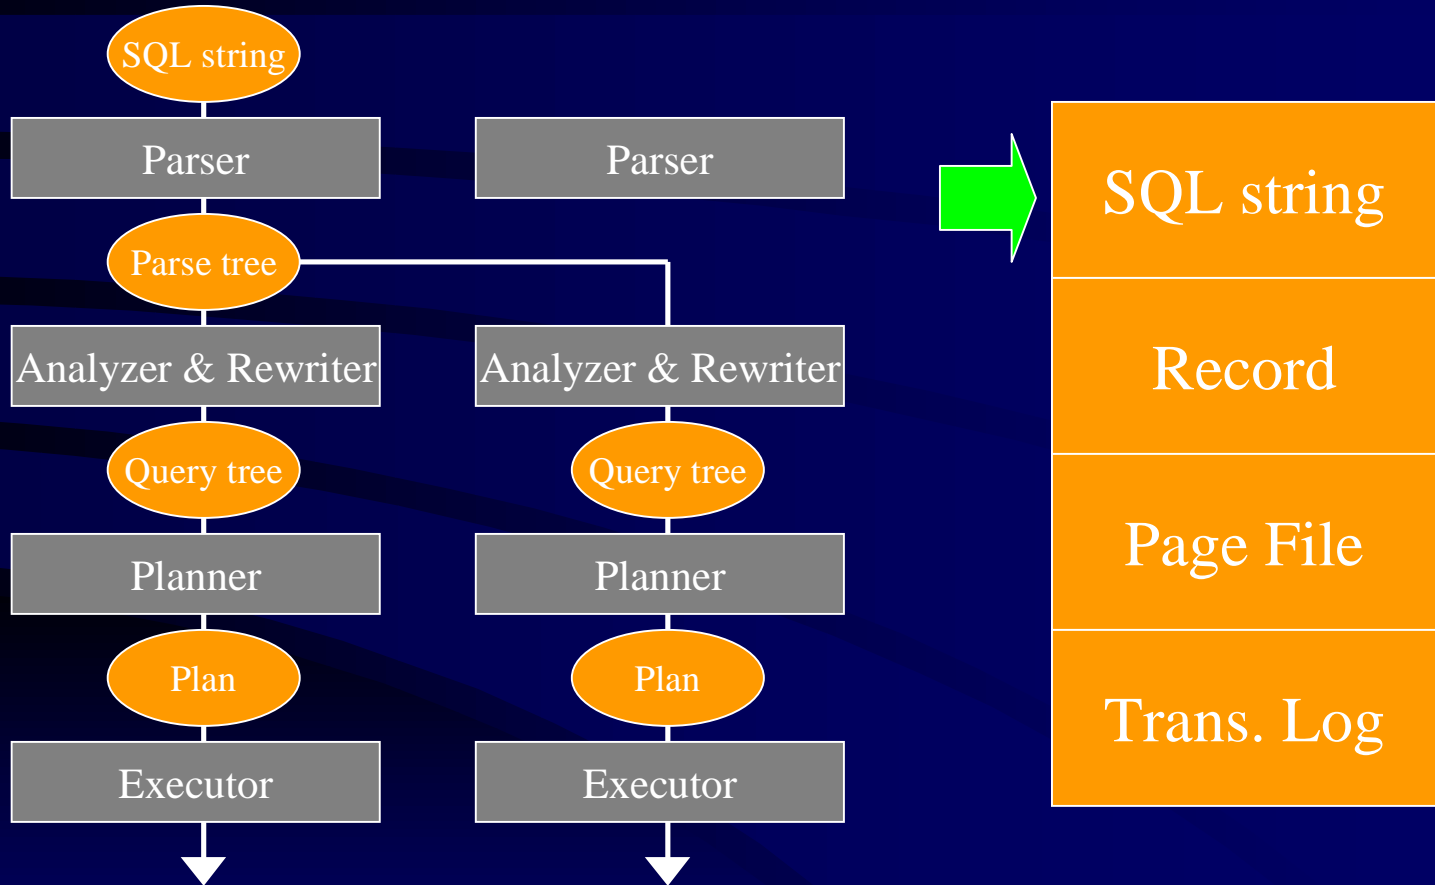 SQL string
Parser
Parse tree
Analyzer & Rewriter
Query tree
Planner
Plan
Executor
Parser
Analyzer & Rewriter
Query tree
Planner
Plan
Executor
SQL string
Record
Page File
Trans. Log